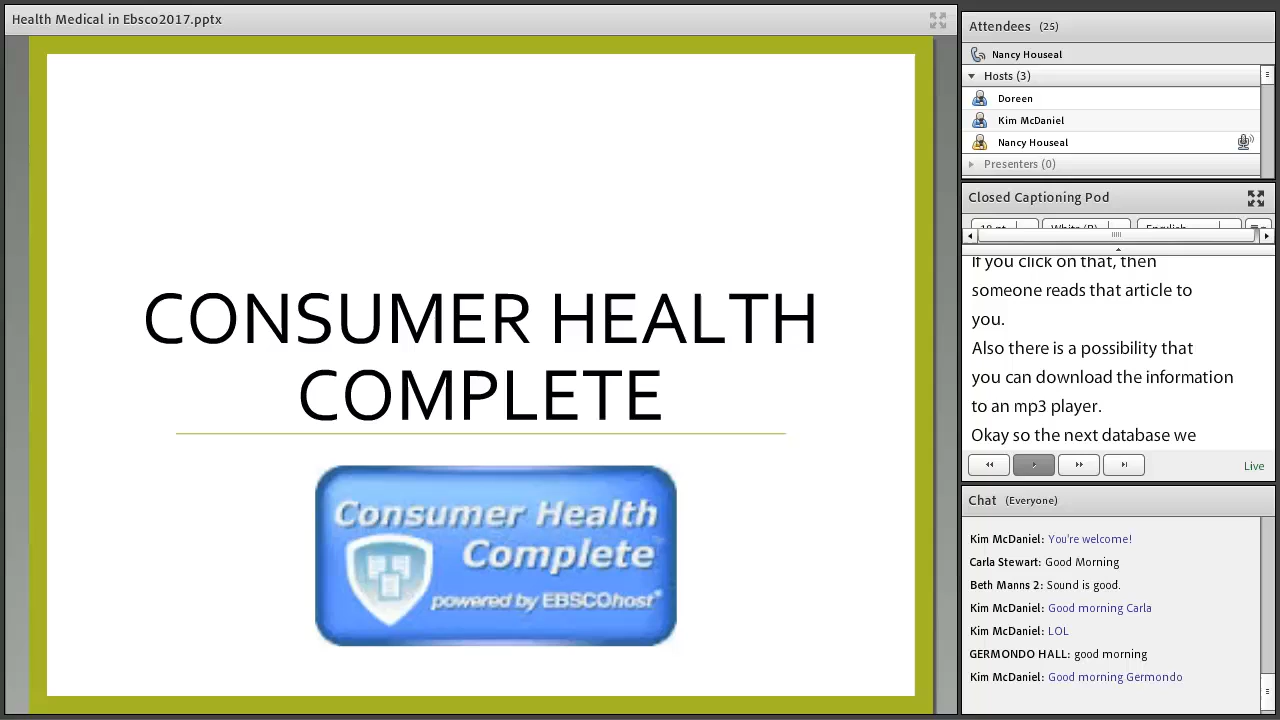 Health Medical in Ebsco2017.pptx
CONSUMER HEALTH
COMPLETE
Consumer Health
Complete
powered by EBSCOhost
Attendees (25)
Nancy Houseal
Hosts (3)
Doreen
Kim McDaniel
Nancy Houseal
Presenters (0)
Closed Captioning Pod
If you click on that, then
someone reads that article to
you.
Also there is a possibility that
you can download the information
to an mp3 player.
Okay so the next database we
Live
Chat (Everyone)
Kim McDaniel: You're welcome!
Carla Stewart: Good Morning
Beth Manns 2: Sound is good.
Kim McDaniel: Good morning Carla
Kim McDaniel: LOL
GERMONDO HALL: good morning
Kim McDaniel: Good morning Germondo